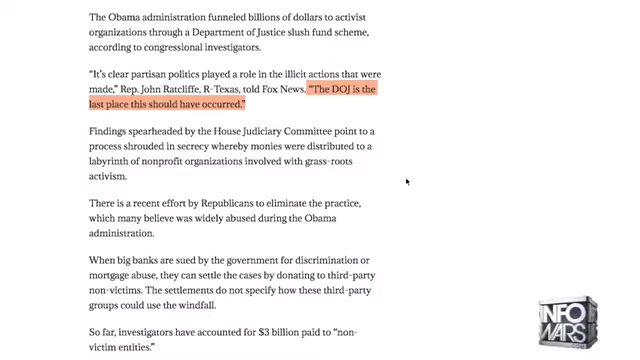 The Obama administration funneled billions of dollars to activist
organizations through a Department of Justice slush fund scheme,
according to congressional investigators.
“It’s clear partisan politics played a role in the illicit actions that were
made,” Rep. John Ratcliffe, R-Texas, told Fox News. “The DOJ is the
last place this should have occurred.”
Findings spearheaded by the House Judiciary Committee point to a
process shrouded in secrecy whereby monies were distributed to a
labyrinth of nonprofit organizations involved with grass-roots
activism.
There is a recent effort by Republicans to eliminate the practice,
which many believe was widely abused during the Obama
administration.
When big banks are sued by the government for discrimination or
mortgage abuse, they can settle the cases by donating to third-party
non-victims. The settlements do not specify how these third-party
groups could use the windfall.
So far, investigators have accounted for $3 billion paid to “non-
victim entities.”
INFO
WARS